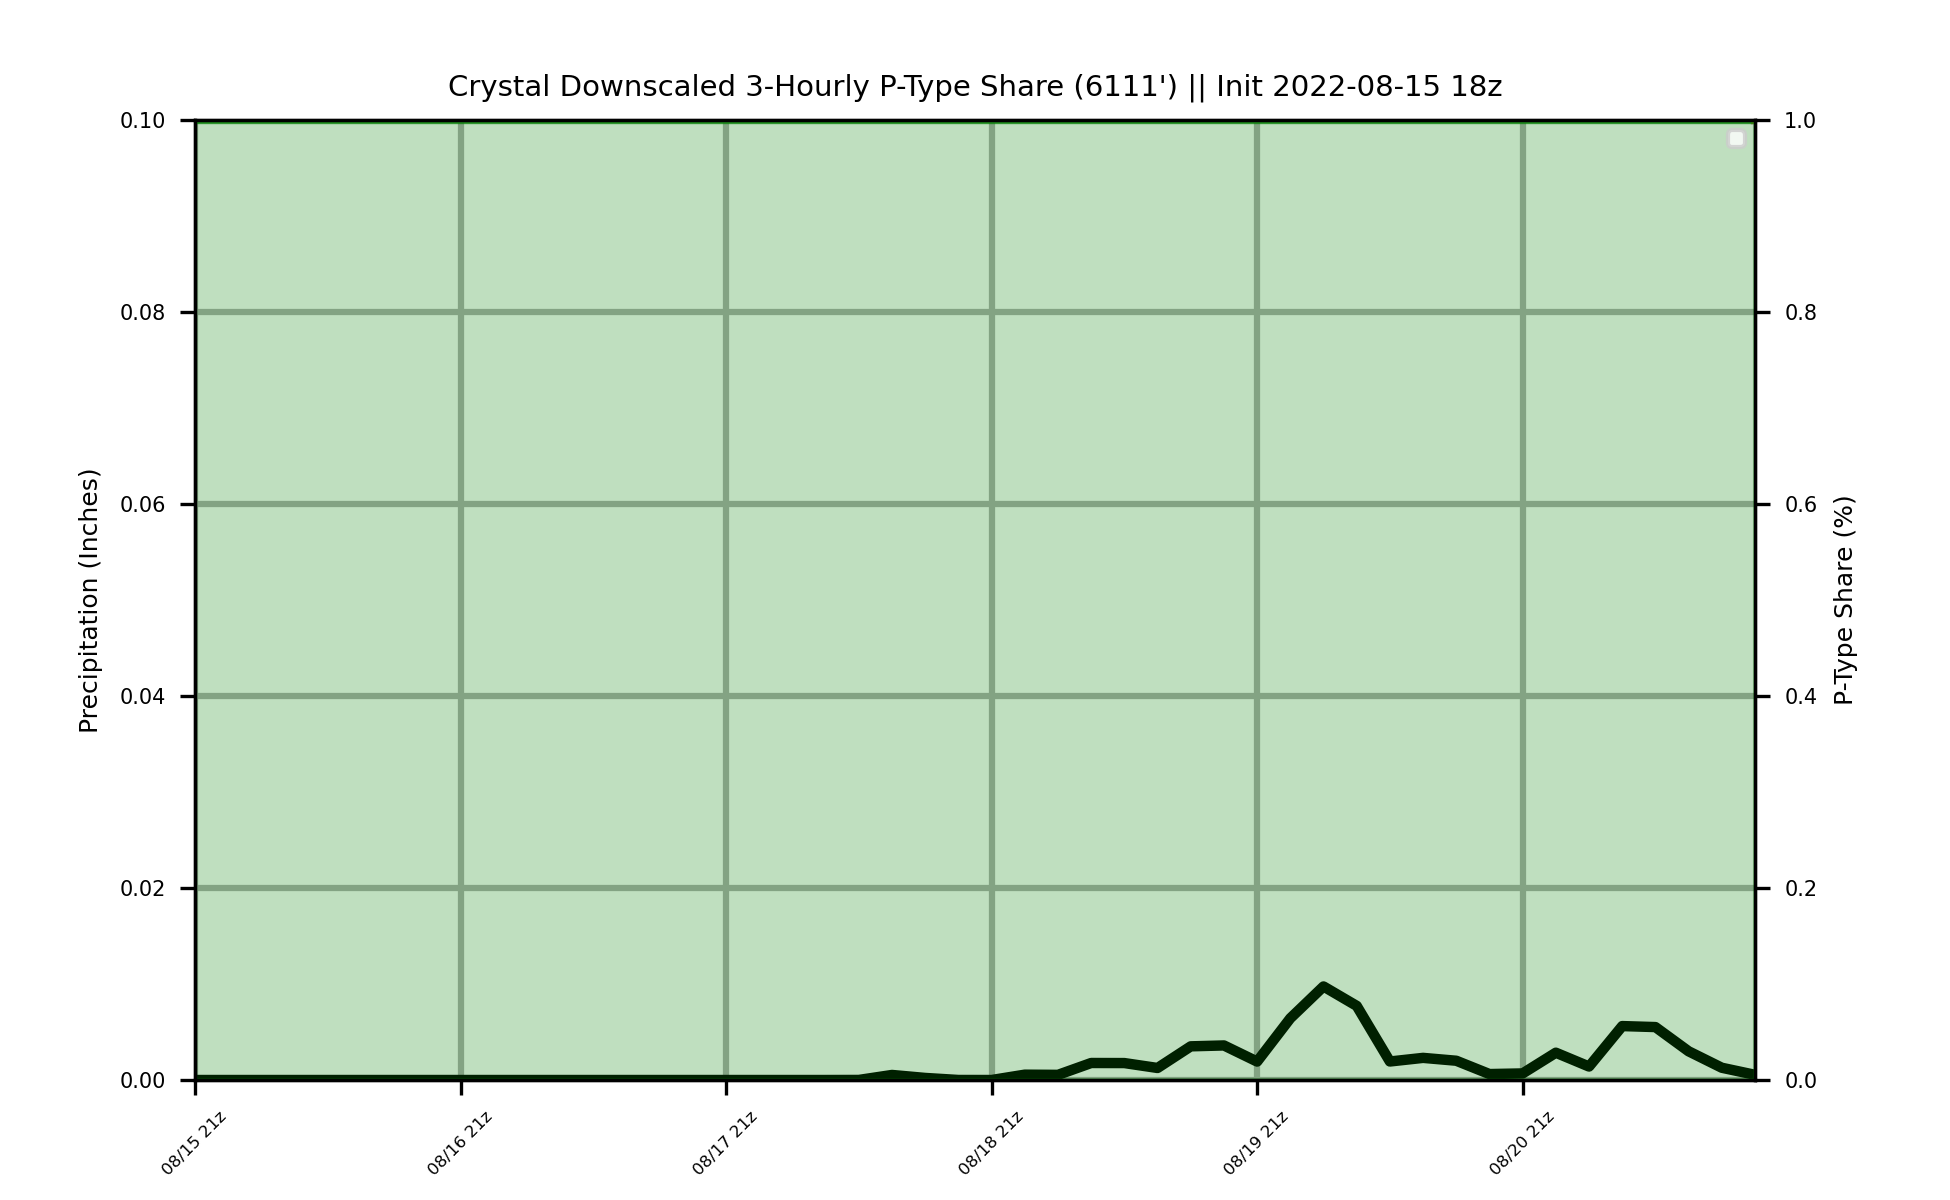 Crystal Downscaled 3-Hourly P-Type Share (6111') || Init 2022-08-15 18z
Precipitation (Inches)
0.10
0.08
0.06
0.04
0.02
0.00
1.0
0.8
0.6
0.4
0.2
0.0
P-Type Share (%)
08/15 21z
08/16 21z
08/17 21z
08/18 21z
08/19 21z
08/20 21z